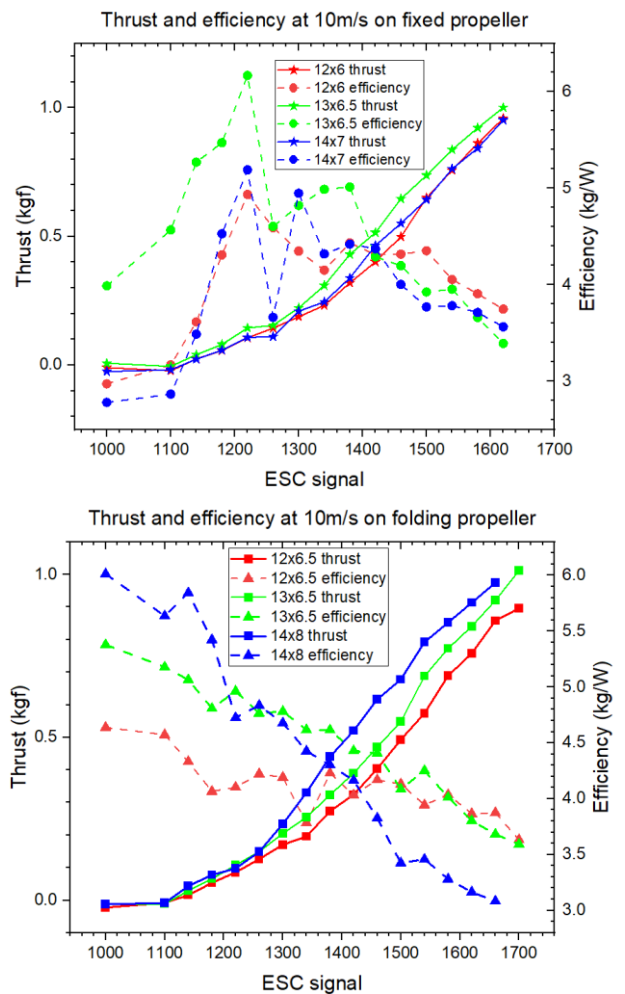 Thrust and efficiency at 10m/s on fixed propeller
12x6 thrust
12x6 efficiency
13x6.5 thrust
13x6.5 efficiency
14x7 thrust
14x7 efficiency
1.0
0.5
0.0
Thrust (kgf)
6
5
4
3
Efficiency (kg/W)
1000 1100 1200 1300 1400 1500 1600 1700
ESC signal
Thrust and efficiency at 10m/s on folding propeller
12x6.5 thrust
12x6.5 efficiency
13x6.5 thrust
13x6.5 efficiency
14x8 thrust
14x8 efficiency
1.0
0.5
0.0
Thrust (kgf)
6.0
5.5
5.0
4.5
4.0
3.5
3.0
Efficiency (kg/W)
1000 1100 1200 1300 1400 1500 1600 1700
ESC signal